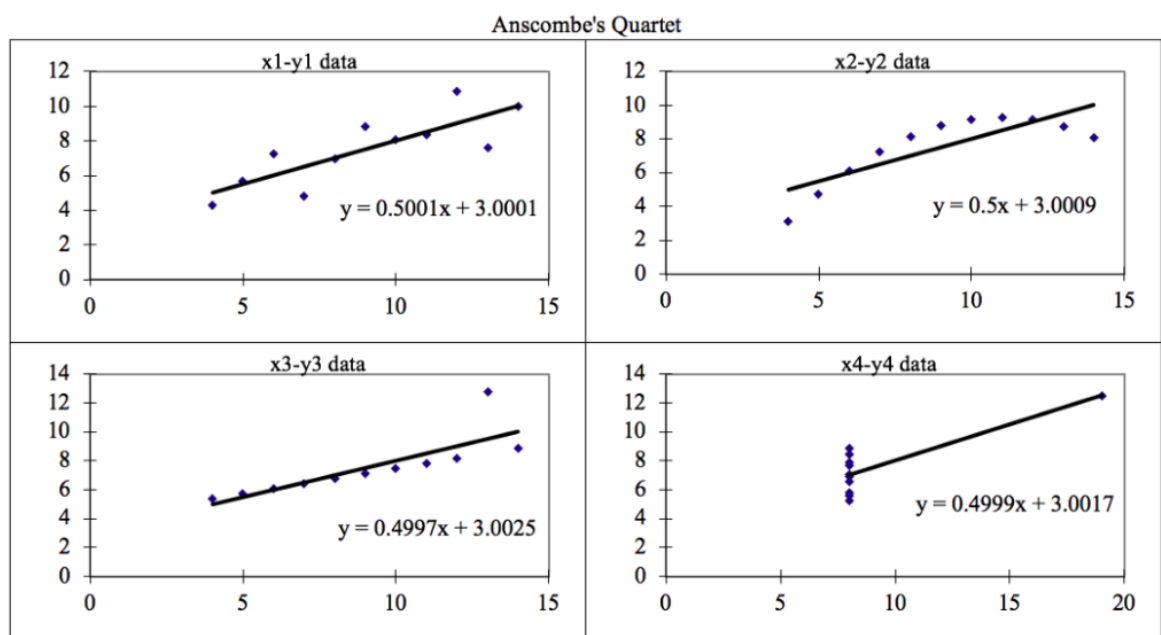 Anscombe's Quartet
x1-y1 data
12
10
8
6
4
2
0
y = 0.5001x + 3.0001
0 5 10 15
x2-y2 data
12
10
8
6
4
2
0
y = 0.5x + 3.0009
0 5 10 15
x3-y3 data
14
12
10
8
6
4
2
0
y = 0.4997x + 3.0025
0 5 10 15
x4-y4 data
14
12
10
8
6
4
2
0
y = 0.4999x + 3.0017
0 5 10 15 20